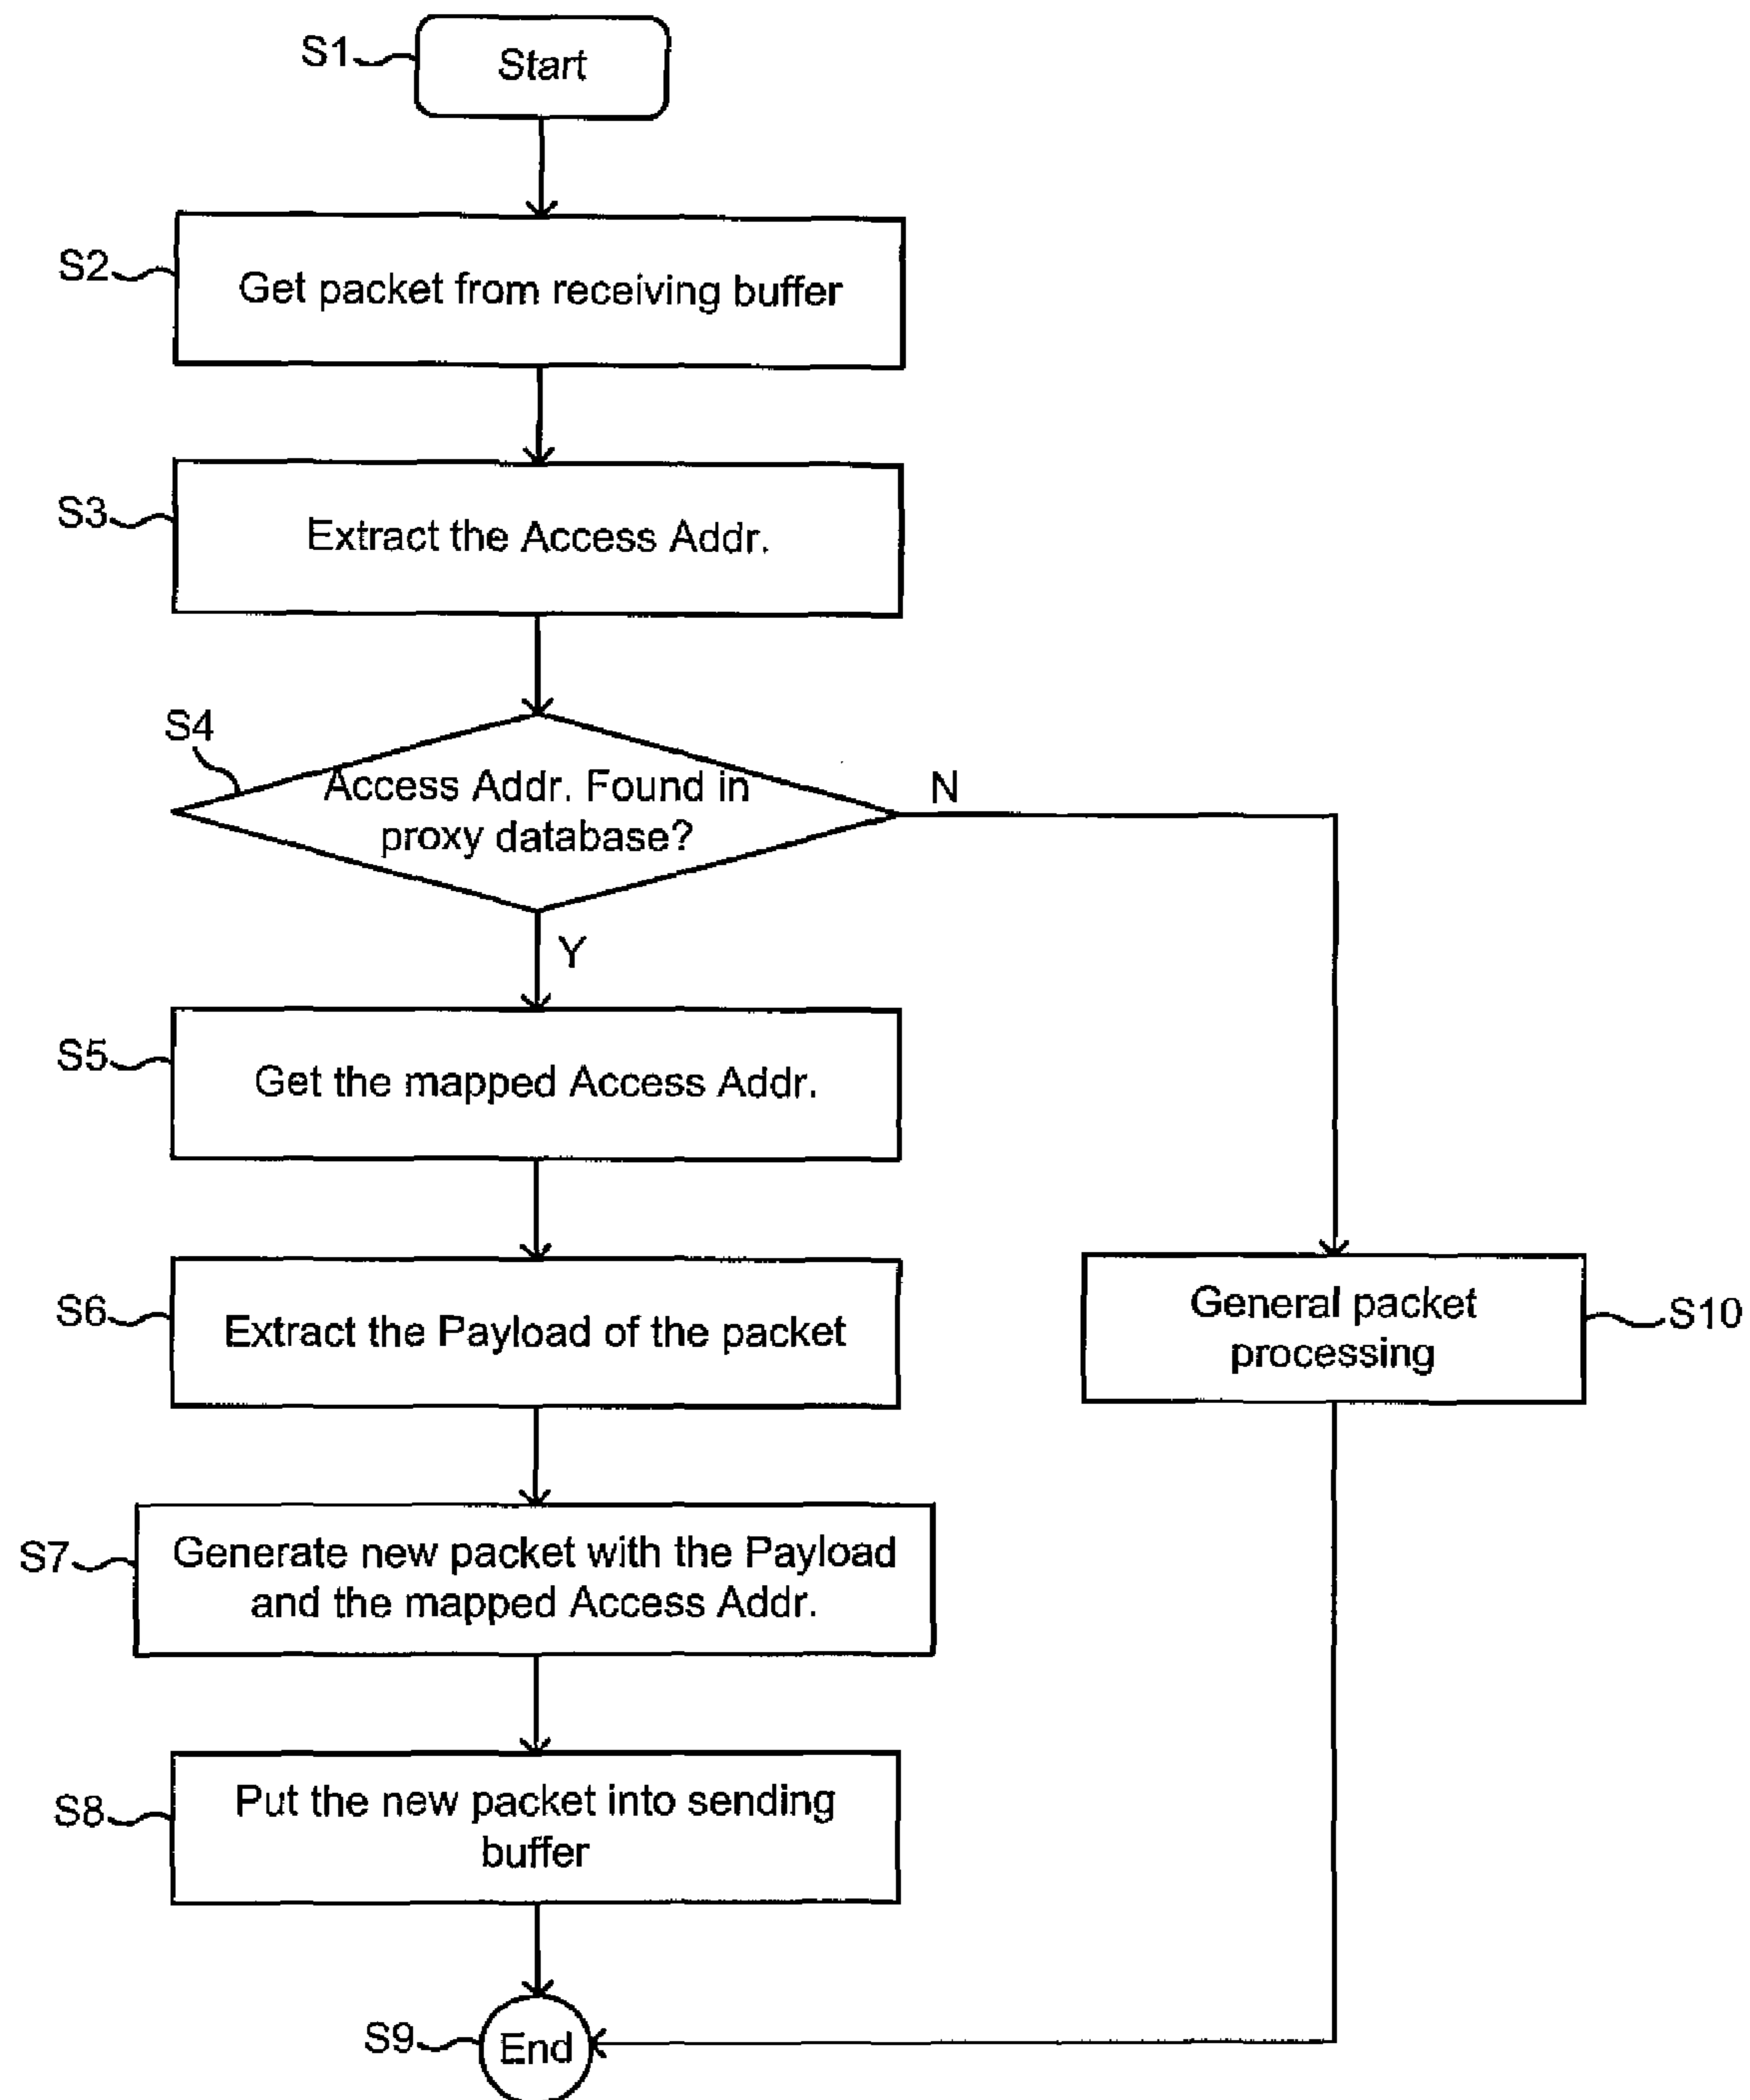 S1
Start
S2
Get packet from receiving buffer
S3
Extract the Access Addr.
S4
Access Addr. Found in
proxy database?
N
Y
S5
Get the mapped Access Addr.
S6
Extract the Payload of the packet
General packet
processing
S10
S7
Generate new packet with the Payload
and the mapped Access Addr.
S8
Put the new packet into sending
buffer
S9
End